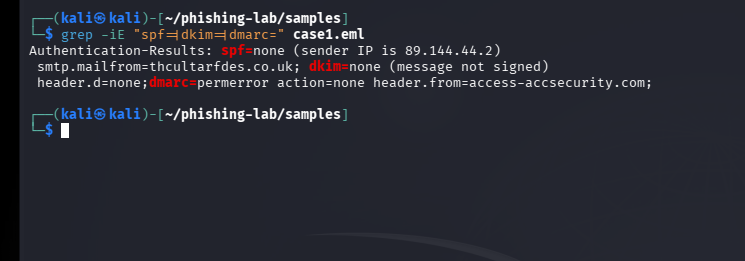 ┌──(kali㉿kali)-[~/phishing-lab/samples]
└─$ grep -iE "spf=|dkim=|dmarc=" case1.eml
Authentication-Results: spf=none (sender IP is 89.144.44.2)
 smtp.mailfrom=thcultarfdes.co.uk; dkim=none (message not signed)
 header.d=none;dmarc=permerror action=none header.from=access-accsecurity.com;
┌──(kali㉿kali)-[~/phishing-lab/samples]
└─$